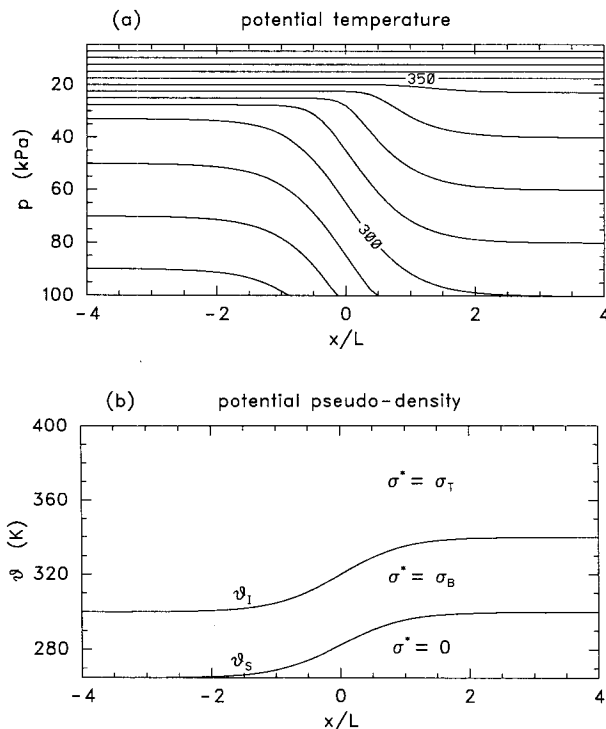 (a) potential temperature
350
20
40
60
80
100
p (kPa)
300
-4 -2 0 2 4
x/L
(b) potential pseudo-density
400
360
320
280
ϑ (K)
σ* = σT
ϑI
σ* = σB
ϑS
σ* = 0
-4 -2 0 2 4
x/L